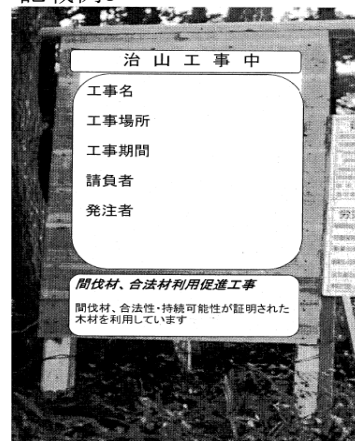 治山工事中
工事名
工事場所
工事期間
請負者
発注者
間伐材、合法材利用促進工事
間伐材、合法性・持続可能性が証明された
木材を利用しています